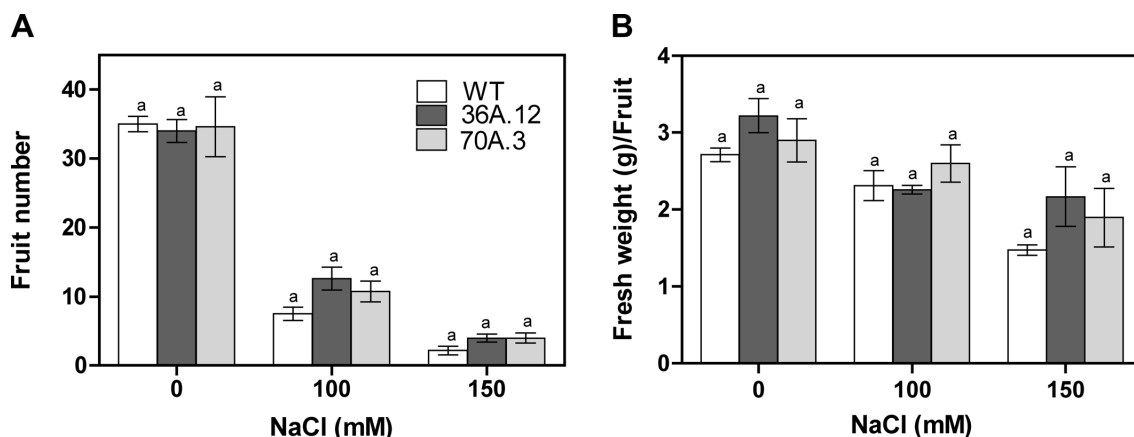 A
Fruit number
40
30
20
10
0
a a a
a a a
a a a
WT
36A.12
70A.3
0 100 150
NaCl (mM)
B
Fresh weight (g)/Fruit
4
3
2
1
0
a a a
a a a
a a a
0 100 150
NaCl (mM)